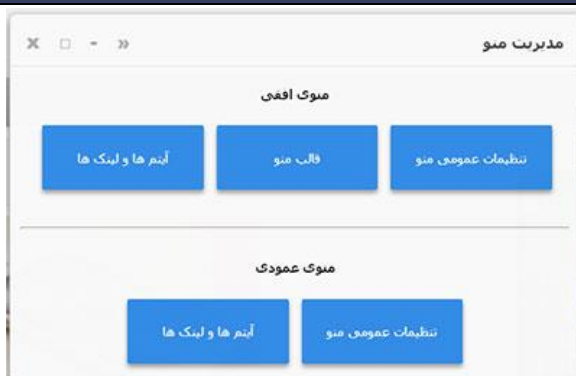 مدیریت منو
منوی افقی
تنظیمات عمومی منو
قالب منو
آیتم ها و لینک ها
منوی عمودی
تنظیمات عمومی منو
آیتم ها و لینک ها